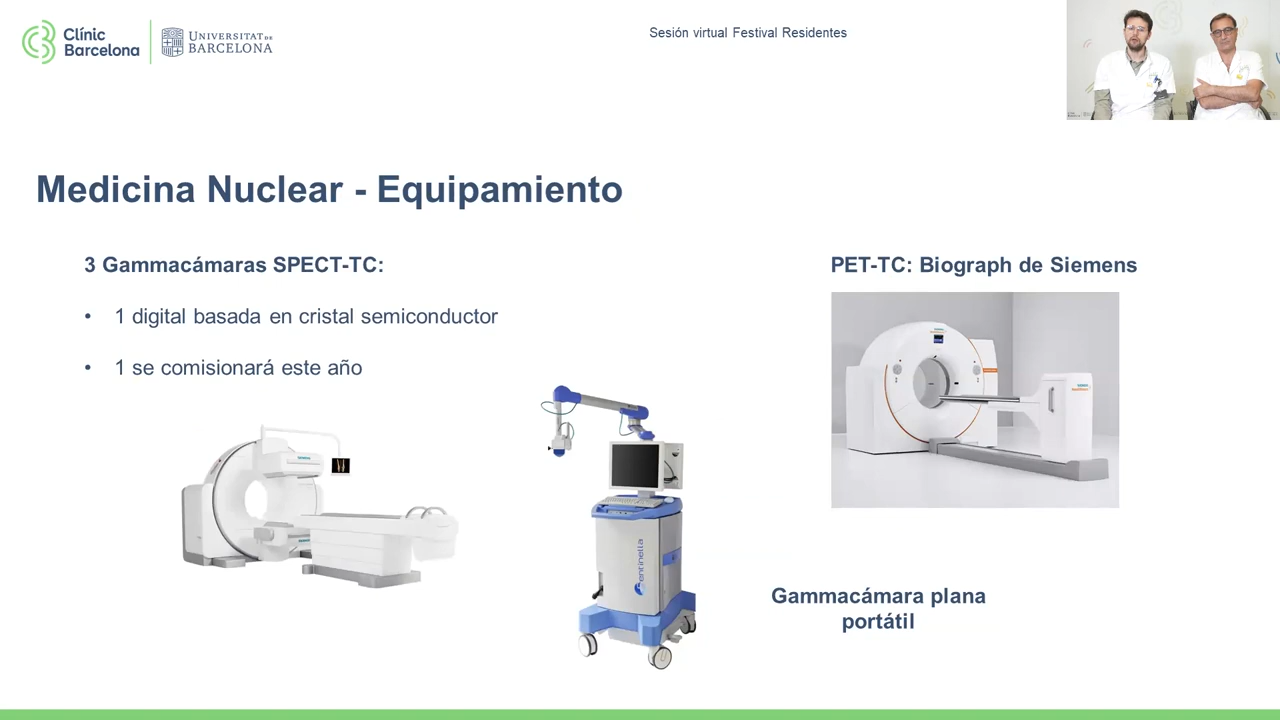 Clínic
Barcelona
UNIVERSITAT DE
BARCELONA
Sesión virtual Festival Residentes
Medicina Nuclear - Equipamiento
3 Gammacámaras SPECT-TC:
• 1 digital basada en cristal semiconductor
• 1 se comisionará este año
PET-TC: Biograph de Siemens
Sentinella
Gammacámara plana
portátil